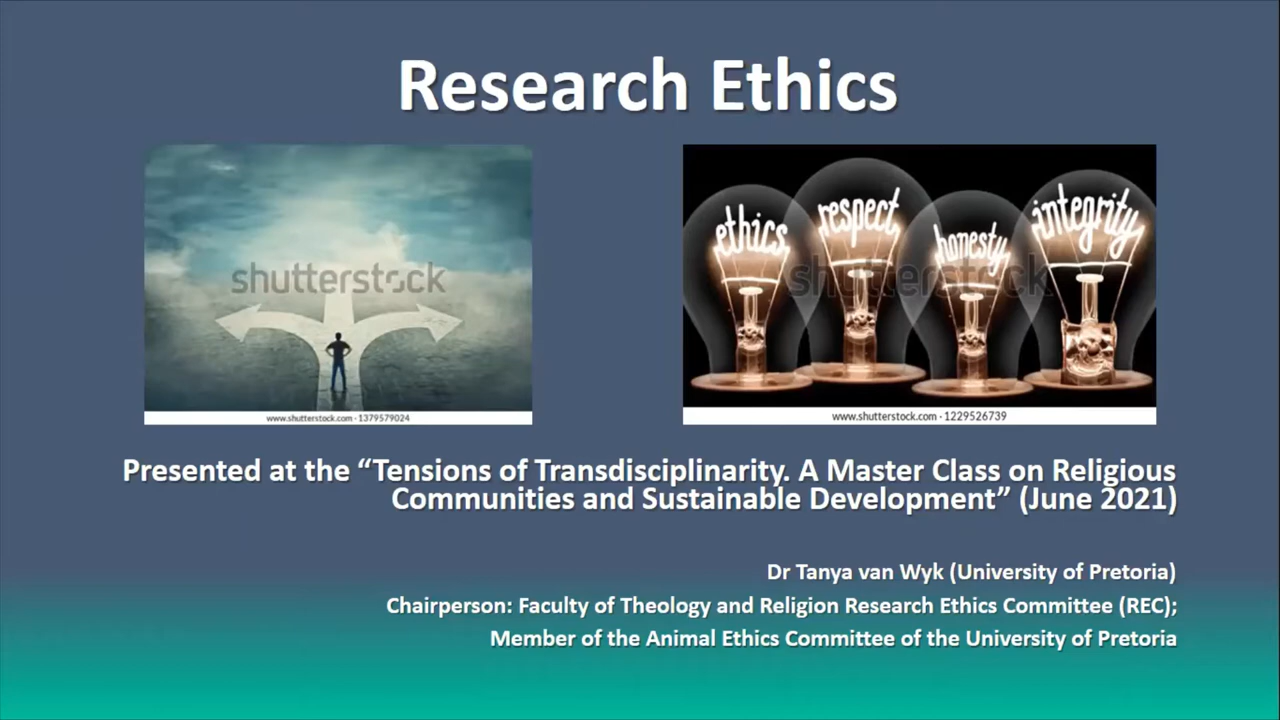 Research Ethics
shutterstock
www.shutterstock.com · 1379579024
ethics
respect
honesty
integrity
shutterstock
www.shutterstock.com · 1229526739
Presented at the “Tensions of Transdisciplinarity. A Master Class on Religious
Communities and Sustainable Development” (June 2021)
Dr Tanya van Wyk (University of Pretoria)
Chairperson: Faculty of Theology and Religion Research Ethics Committee (REC);
Member of the Animal Ethics Committee of the University of Pretoria